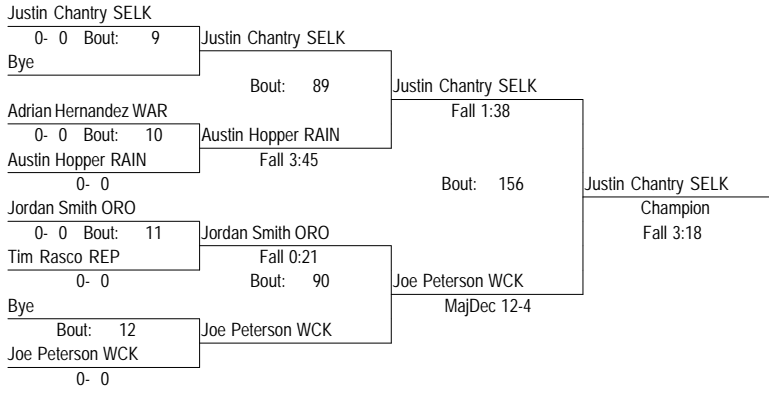 Justin Chantry SELK
0- 0 Bout: 9 Justin Chantry SELK
Bye
Bout: 89 Justin Chantry SELK
Adrian Hernandez WAR Fall 1:38
0- 0 Bout: 10 Austin Hopper RAIN
Austin Hopper RAIN Fall 3:45
0- 0 Bout: 156 Justin Chantry SELK
Jordan Smith ORO Champion
0- 0 Bout: 11 Jordan Smith ORO Fall 3:18
Tim Rasco REP Fall 0:21
0- 0 Bout: 90 Joe Peterson WCK
Bye MajDec 12-4
Bout: 12 Joe Peterson WCK
Joe Peterson WCK
0- 0